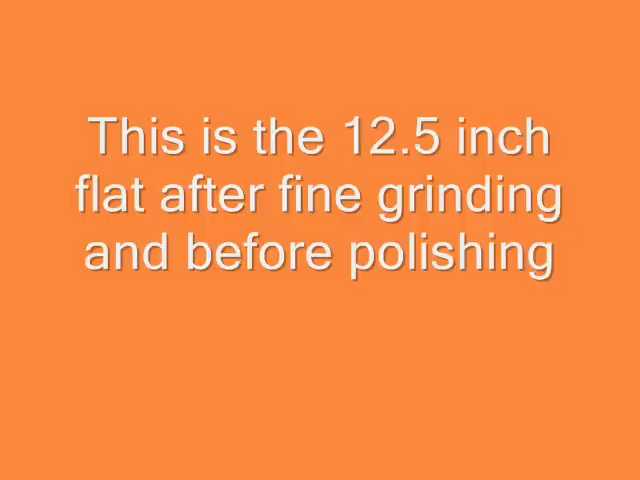 This is the 12.5 inch
flat after fine grinding
and before polishing